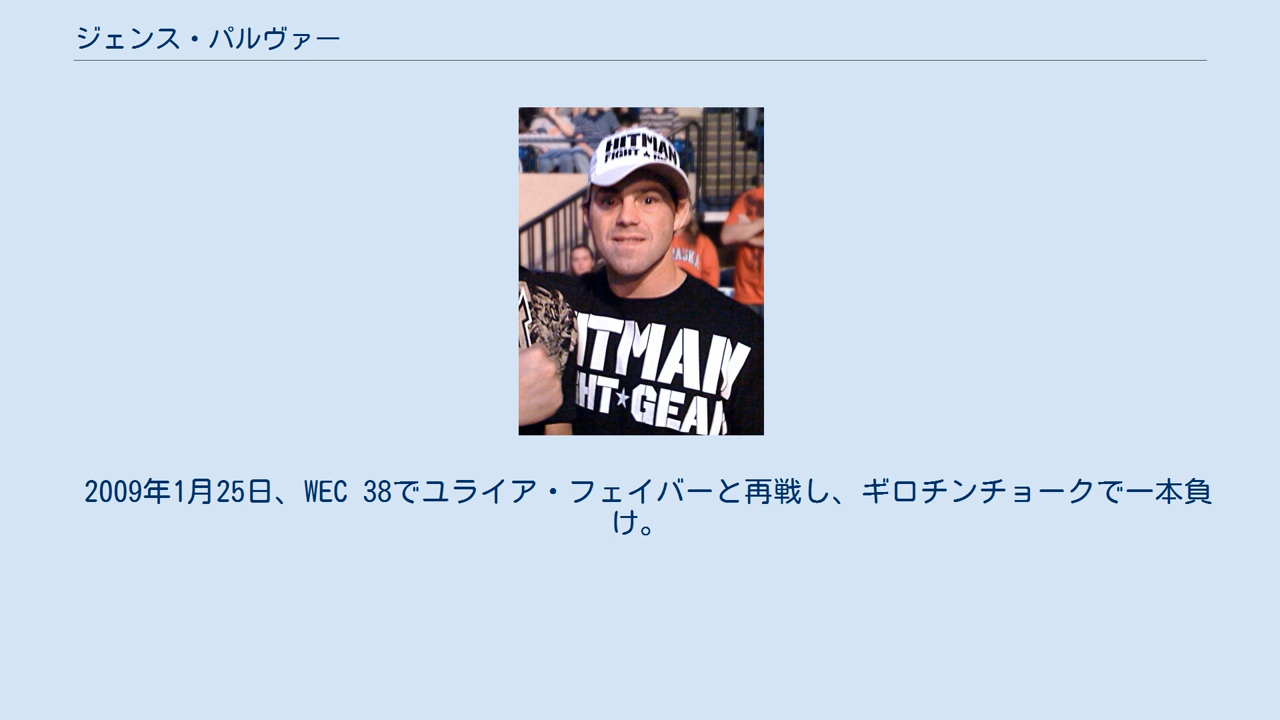 ジェンス・パルヴァー
HITMAN
FIGHT
HITMAN
GHT★GEAR
2009年1月25日、WEC 38でユライア・フェイバーと再戦し、ギロチンチョークで一本負
け。